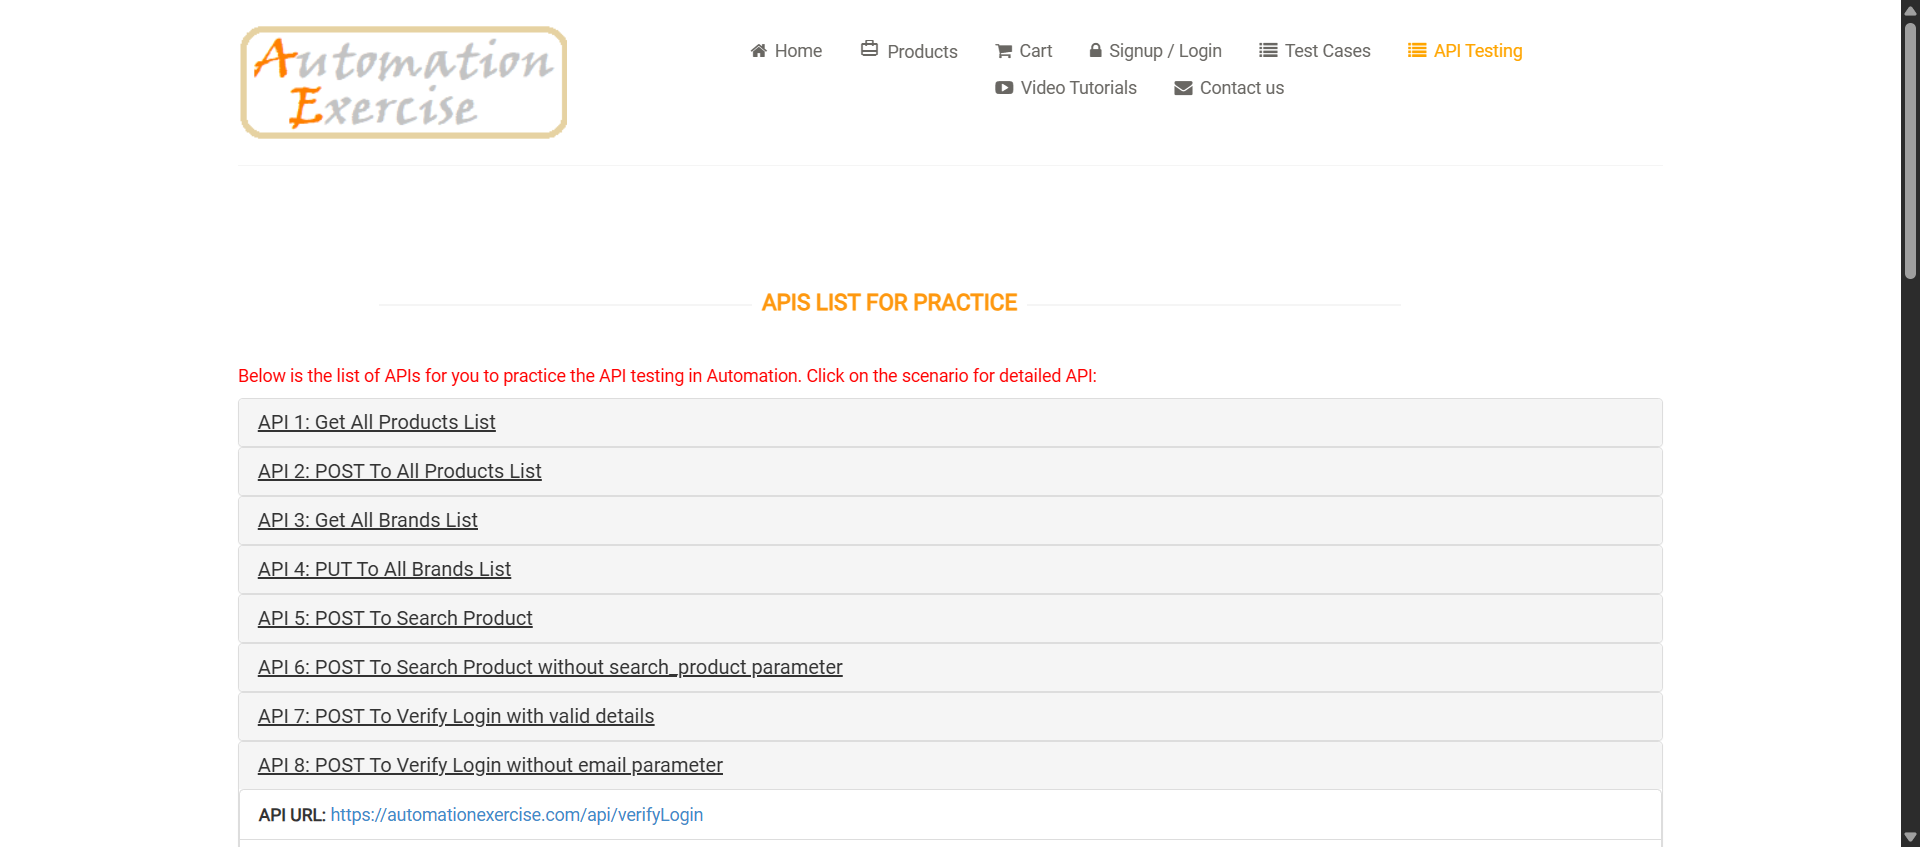 Automation
Exercise
Home Products Cart Signup / Login Test Cases API Testing
Video Tutorials Contact us
APIS LIST FOR PRACTICE
Below is the list of APIs for you to practice the API testing in Automation. Click on the scenario for detailed API:
API 1: Get All Products List
API 2: POST To All Products List
API 3: Get All Brands List
API 4: PUT To All Brands List
API 5: POST To Search Product
API 6: POST To Search Product without search_product parameter
API 7: POST To Verify Login with valid details
API 8: POST To Verify Login without email parameter
API URL: https://automationexercise.com/api/verifyLogin